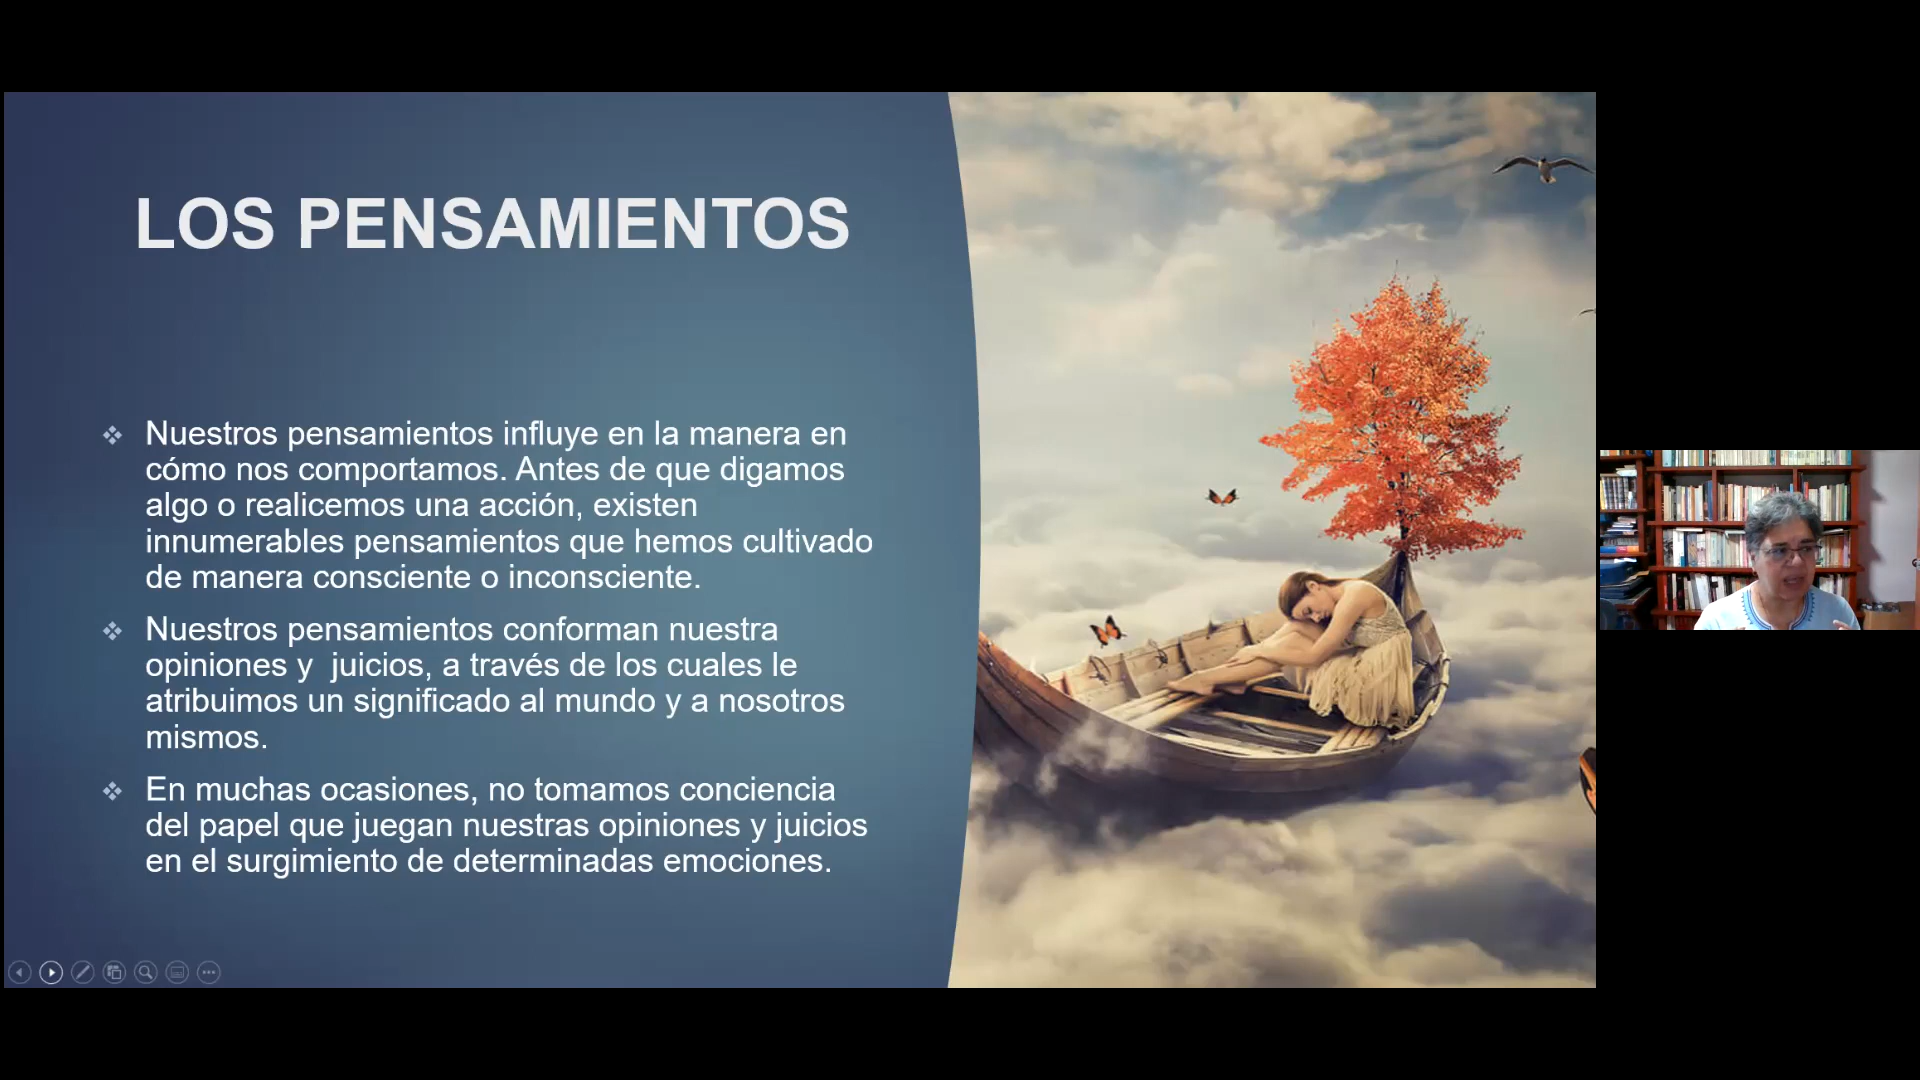 LOS PENSAMIENTOS
Nuestros pensamientos influye en la manera en
cómo nos comportamos. Antes de que digamos
algo o realicemos una acción, existen
innumerables pensamientos que hemos cultivado
de manera consciente o inconsciente.
Nuestros pensamientos conforman nuestra
opiniones y  juicios, a través de los cuales le
atribuimos un significado al mundo y a nosotros
mismos.
En muchas ocasiones, no tomamos conciencia
del papel que juegan nuestras opiniones y juicios
en el surgimiento de determinadas emociones.